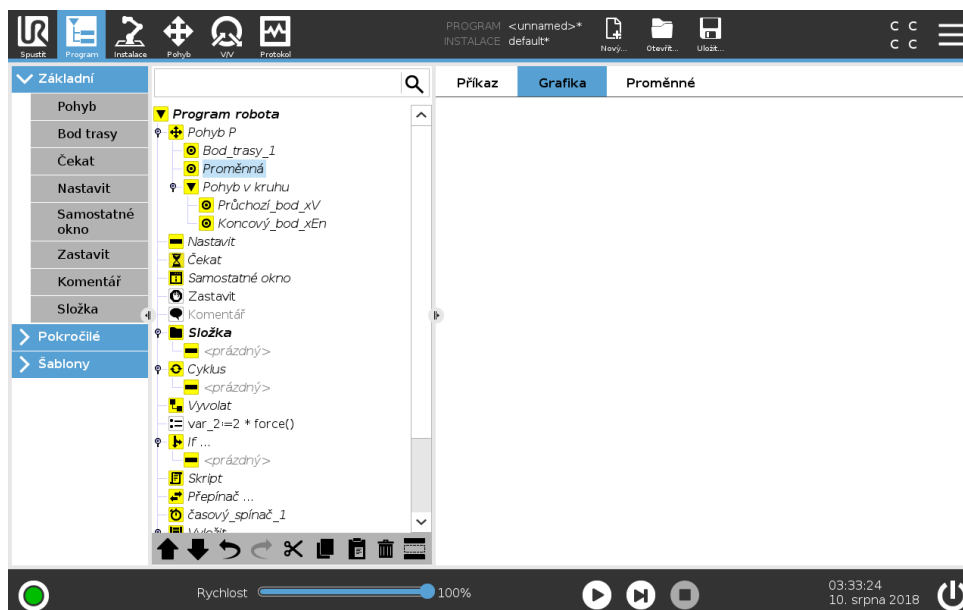 UR
PROGRAM <unnamed>*
INSTALACE default*
C C
C C
Spustit
Program
Instalace
Pohyb
V/V
Protokol
Nový...
Otevřít...
Uložit...
Základní
Pohyb
Bod trasy
Čekat
Nastavit
Samostatné
okno
Zastavit
Komentář
Složka
Pokročilé
Šablony
Program robota
Pohyb P
Bod_trasy_1
Proměnná
Pohyb v kruhu
Průchozí_bod_xV
Koncový_bod_xEn
Nastavit
Čekat
Samostatné okno
Zastavit
Komentář
Složka
<prázdný>
Cyklus
<prázdný>
Vyvolat
var_2:=2 * force()
If ...
<prázdný>
Skript
Přepínač ...
časový_spínač_1
Vyložit
Příkaz
Grafika
Proměnné
Rychlost
100%
03:33:24
10. srpna 2018